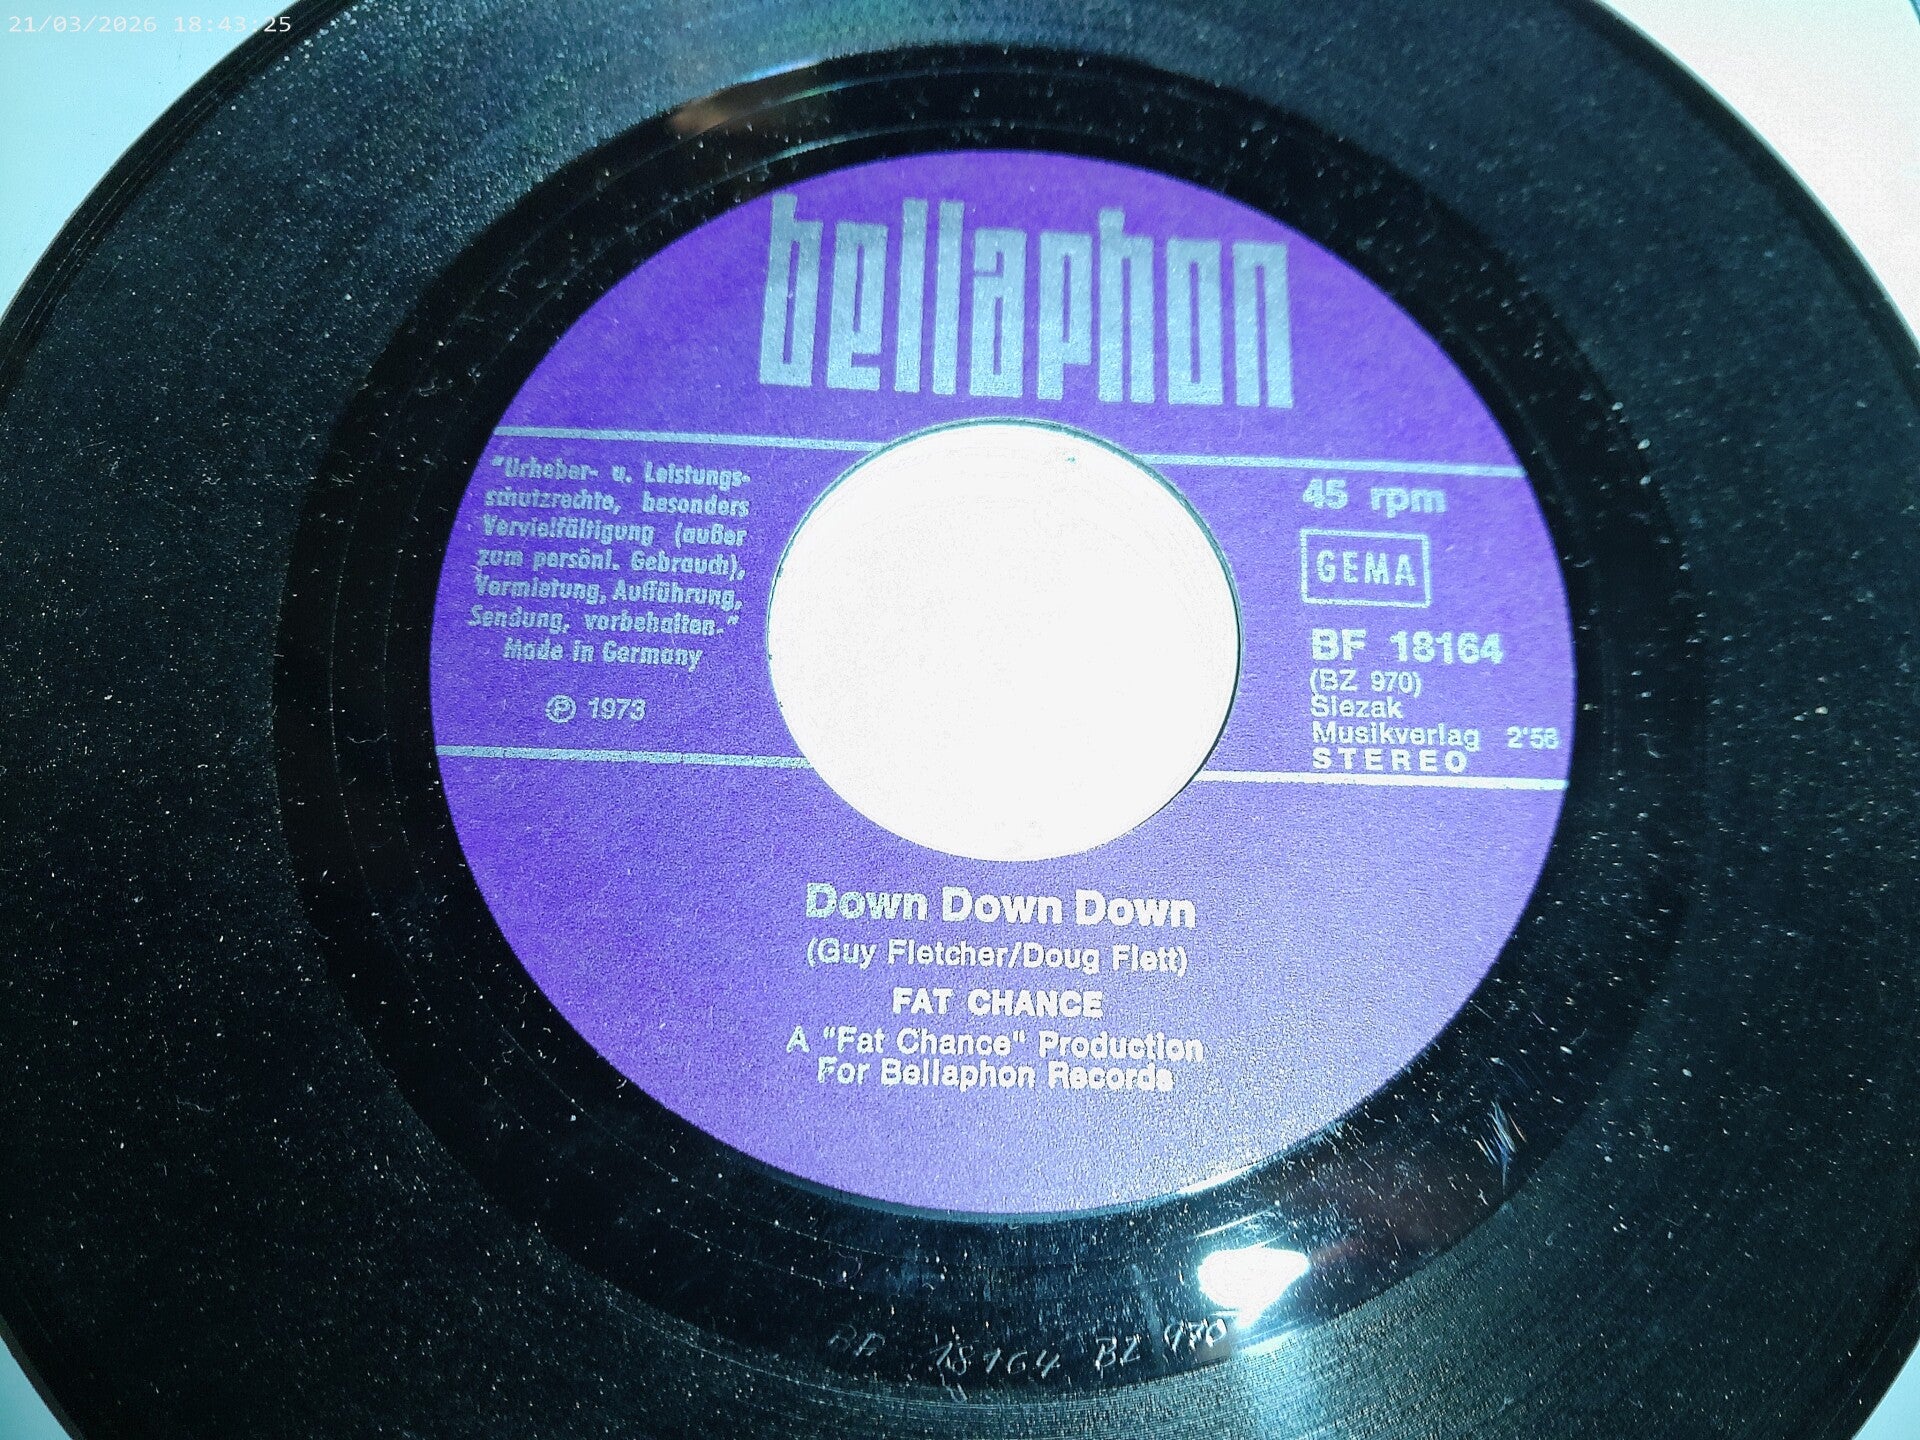 21/03/2026 18:43:25
bellaphon
"Urheber- u. Leistungs-
schutzrechte, besonders
Vervielfältigung (außer
zum persönl. Gebrauch),
Vermietung, Aufführung,
Sendung, vorbehalten."
Made in Germany
Ⓟ 1973
45 rpm
GEMA
BF 18164
(BZ 970)
Slezak
Musikverlag 2'56
STEREO
Down Down Down
(Guy Fletcher/Doug Flett)
FAT CHANCE
A "Fat Chance" Production
For Bellaphon Records
18164 BZ 970